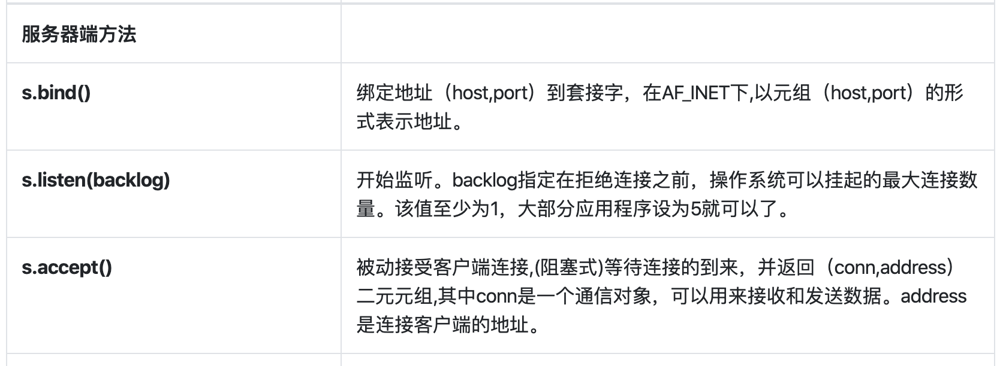 服务器端方法
s.bind()
绑定地址（host,port）到套接字，在AF_INET下,以元组（host,port）的形
式表示地址。
s.listen(backlog)
开始监听。backlog指定在拒绝连接之前，操作系统可以挂起的最大连接数
量。该值至少为1，大部分应用程序设为5就可以了。
s.accept()
被动接受客户端连接,(阻塞式)等待连接的到来，并返回（conn,address）
二元元组,其中conn是一个通信对象，可以用来接收和发送数据。address
是连接客户端的地址。